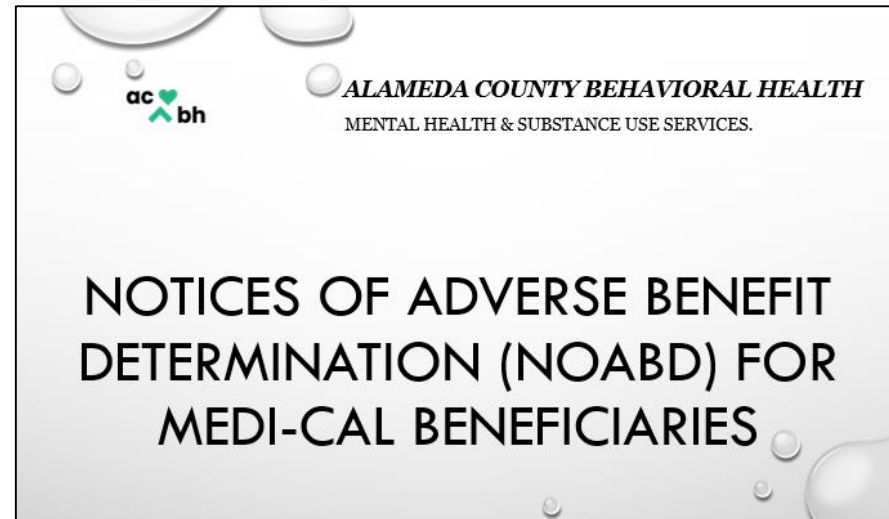 ac bh
ALAMEDA COUNTY BEHAVIORAL HEALTH
MENTAL HEALTH & SUBSTANCE USE SERVICES.
NOTICES OF ADVERSE BENEFIT
DETERMINATION (NOABD) FOR
MEDI-CAL BENEFICIARIES